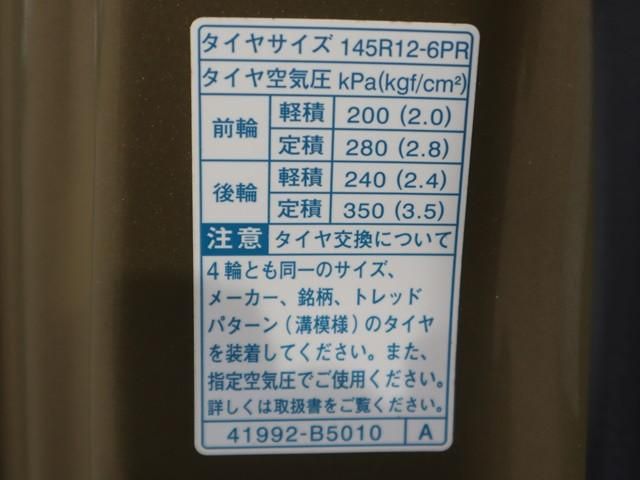 タイヤサイズ 145R12-6PR
タイヤ空気圧 kPa(kgf/cm²)
前輪 軽積 200 (2.0)
定積 280 (2.8)
後輪 軽積 240 (2.4)
定積 350 (3.5)
注意 タイヤ交換について
4輪とも同一のサイズ、
メーカー、銘柄、トレッド
パターン(溝模様)のタイヤ
を装着してください。また、
指定空気圧でご使用ください。
詳しくは取扱書をご覧ください。
41992-B5010 A